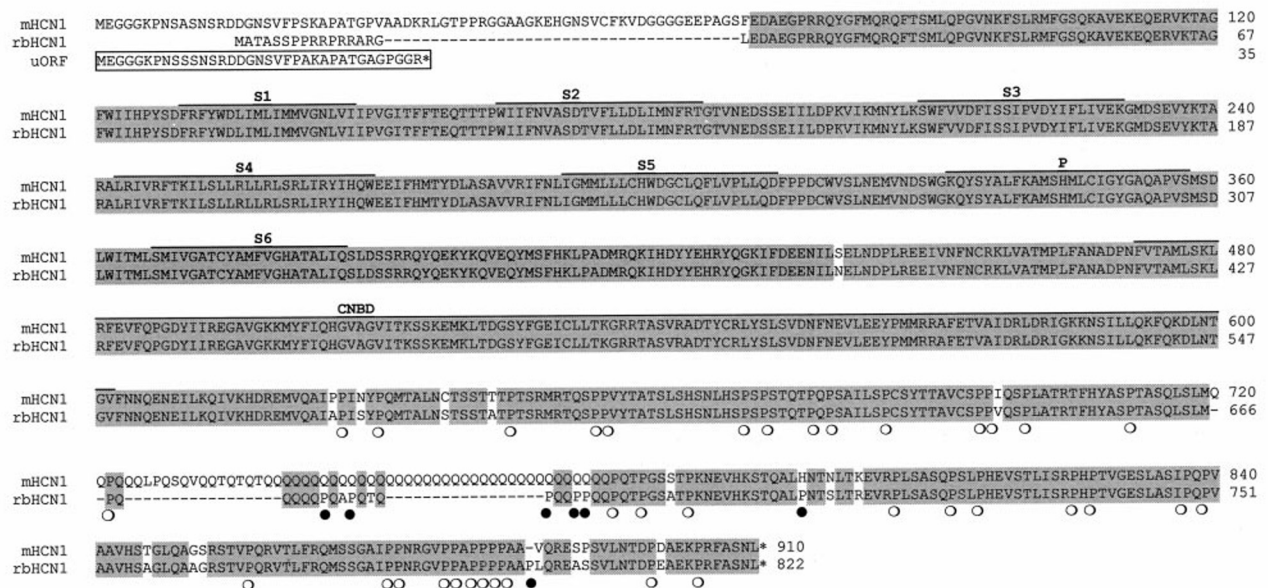 mHCN1 MEGGGKPNSASNSRDDGNSVFPSKAPATGPVAADKRLGTPPRGGAAGKEHGNSVCFKVDGGGGEEPAGSFEDAEGPRRQYGFMQRQFTSMLQPGVNKFSLRMFGSQKAVEKEQERVKTAG 120
rbHCN1 MATASSPPRRPRRARG--------------------------------------LEDAEGPRRQYGFMQRQFTSMLQPGVNKFSLRMFGSQKAVEKEQERVKTAG 67
uORF MEGGGKPNSSSNSRDDGNSVFPAKAPATGAGPGGR* 35
S1 S2 S3
mHCN1 FWIIHPYSDFRFYWDLIMLIMMVGNLVIIPVGITFFTEQTTTPWIIFNVASDTVFLLDLIMNFRTGTVNEDSSEIILDPKVIKMNYLKSWFVVDFISSIPVDYIFLIVEKGMDSEVYKTA 240
rbHCN1 FWIIHPYSDFRFYWDLIMLIMMVGNLVIIPVGITFFTEQTTTPWIIFNVASDTVFLLDLIMNFRTGTVNEDSSEIILDPKVIKMNYLKSWFVVDFISSIPVDYIFLIVEKGMDSEVYKTA 187
S4 S5 P
mHCN1 RALRIVRFTKILSLLRLLRLSRLIRYIHQWEEIFHMTYDLASAVVRIFNLIGMMLLLCHWDGCLQFLVPLLQDFPPDCWVSLNEMVNDSWGKQYSYALFKAMSHMLCIGYGAQAPVSMSD 360
rbHCN1 RALRIVRFTKILSLLRLLRLSRLIRYIHQWEEIFHMTYDLASAVVRIFNLIGMMLLLCHWDGCLQFLVPLLQDFPPDCWVSLNEMVNDSWGKQYSYALFKAMSHMLCIGYGAQAPVSMSD 307
S6
mHCN1 LWITMLSMIVGATCYAMFVGHATALIQSLDSSRRQYQEKYKQVEQYMSFHKLPADMRQKIHDYYEHRYQGKIFDEENILSELNDPLREEIVNFNCRKLVATMPLFANADPNFVTAMLSKL 480
rbHCN1 LWITMLSMIVGATCYAMFVGHATALIQSLDSSRRQYQEKYKQVEQYMSFHKLPADMRQKIHDYYEHRYQGKIFDEENILNELNDPLREEIVNFNCRKLVATMPLFANADPNFVTAMLSKL 427
CNBD
mHCN1 RFEVFQPGDYIIREGAVGKKMYFIQHGVAGVITKSSKEMKLTDGSYFGEICLLTKGRRTASVRADTYCRLYSLSVDNFNEVLEEYPMMRRAFETVAIDRLDRIGKKNSILLQKFQKDLNT 600
rbHCN1 RFEVFQPGDYIIREGAVGKKMYFIQHGVAGVITKSSKEMKLTDGSYFGEICLLTKGRRTASVRADTYCRLYSLSVDNFNEVLEEYPMMRRAFETVAIDRLDRIGKKNSILLQKFQKDLNT 547
mHCN1 GVFNNQENEILKQIVKHDREMVQAIPPINYPQMTALNCTSSTTTPTSRMRTQSPPVYTATSLSHSNLHSPSPSTQTPQPSAILSPCSYTTAVCSPPIQSPLATRTFHYASPTASQLSLMQ 720
rbHCN1 GVFNNQENEILKQIVKHDREMVQAIAPISYPQMTALNSTSSTATPTSRMRTQSPPVYTATSLSHSNLHSPSPSTQTPQPSAILSPCSYTTAVCSPPVQSPLATRTFHYASPTASQLSLM- 666
mHCN1 QPQQQLPQSQVQQTQTQTQQQQQQQQQQQQQQQQQQQQQQQQQQQQQQQQQQQQQPQTPGSSTPKNEVHKSTQALHNTNLTKEVRPLSASQPSLPHEVSTLISRPHPTVGESLASIPQPV 840
rbHCN1 -PQ-----------------QQQQPQAPQTQ-----------------PQQPPQQPQTPGSATPKNEVHKSTQALPNTSLTREVRPLSASQPSLPHEVSTLISRPHPTVGESLASIPQPV 751
mHCN1 AAVHSTGLQAGSRSTVPQRVTLFRQMSSGAIPPNRGVPPAPPPPAA-VQRESPSVLNTDPDAEKPRFASNL* 910
rbHCN1 AAVHSAGLQAAGRSTVPQRVTLFRQMSSGAIPPNRGVPPAPPPPAAPLQREASSVLNTDPEAEKPRFASNL* 822